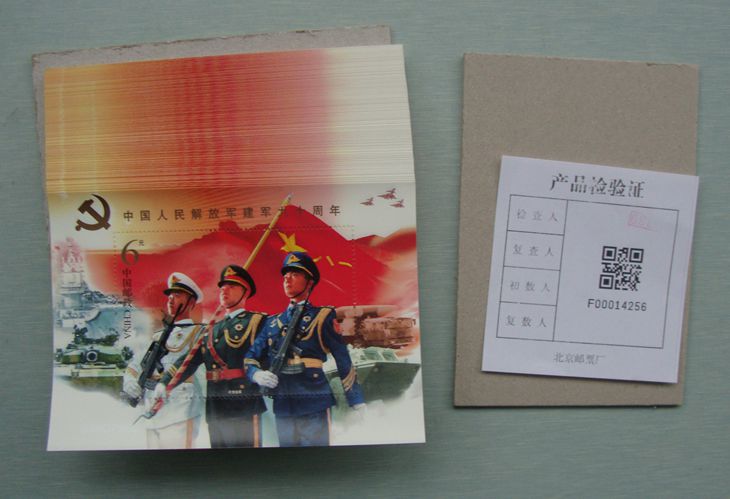 中国人民解放军建军九十周年
6元
中国邮政 CHINA
产品检验证
检查人
复查人
初数人
复数人
F00014256
北京邮票厂